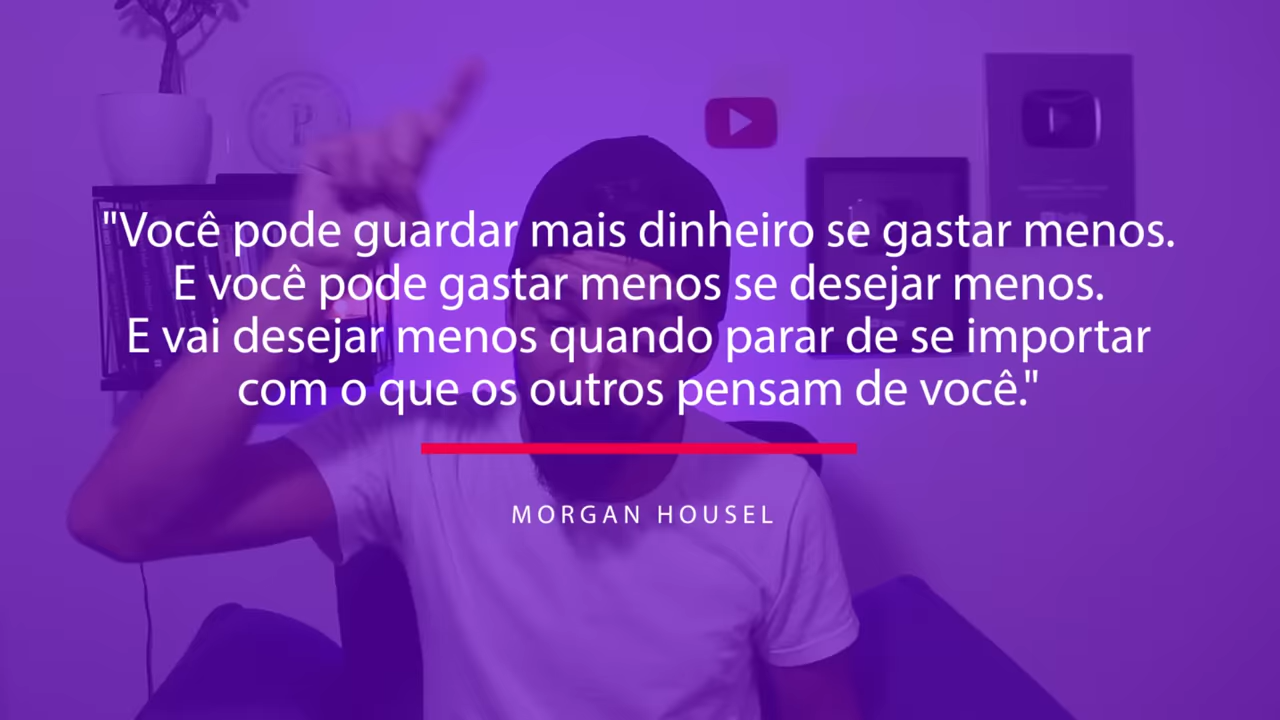 "Você pode guardar mais dinheiro se gastar menos.
E você pode gastar menos se desejar menos.
E vai desejar menos quando parar de se importar
com o que os outros pensam de você."
MORGAN HOUSEL
P